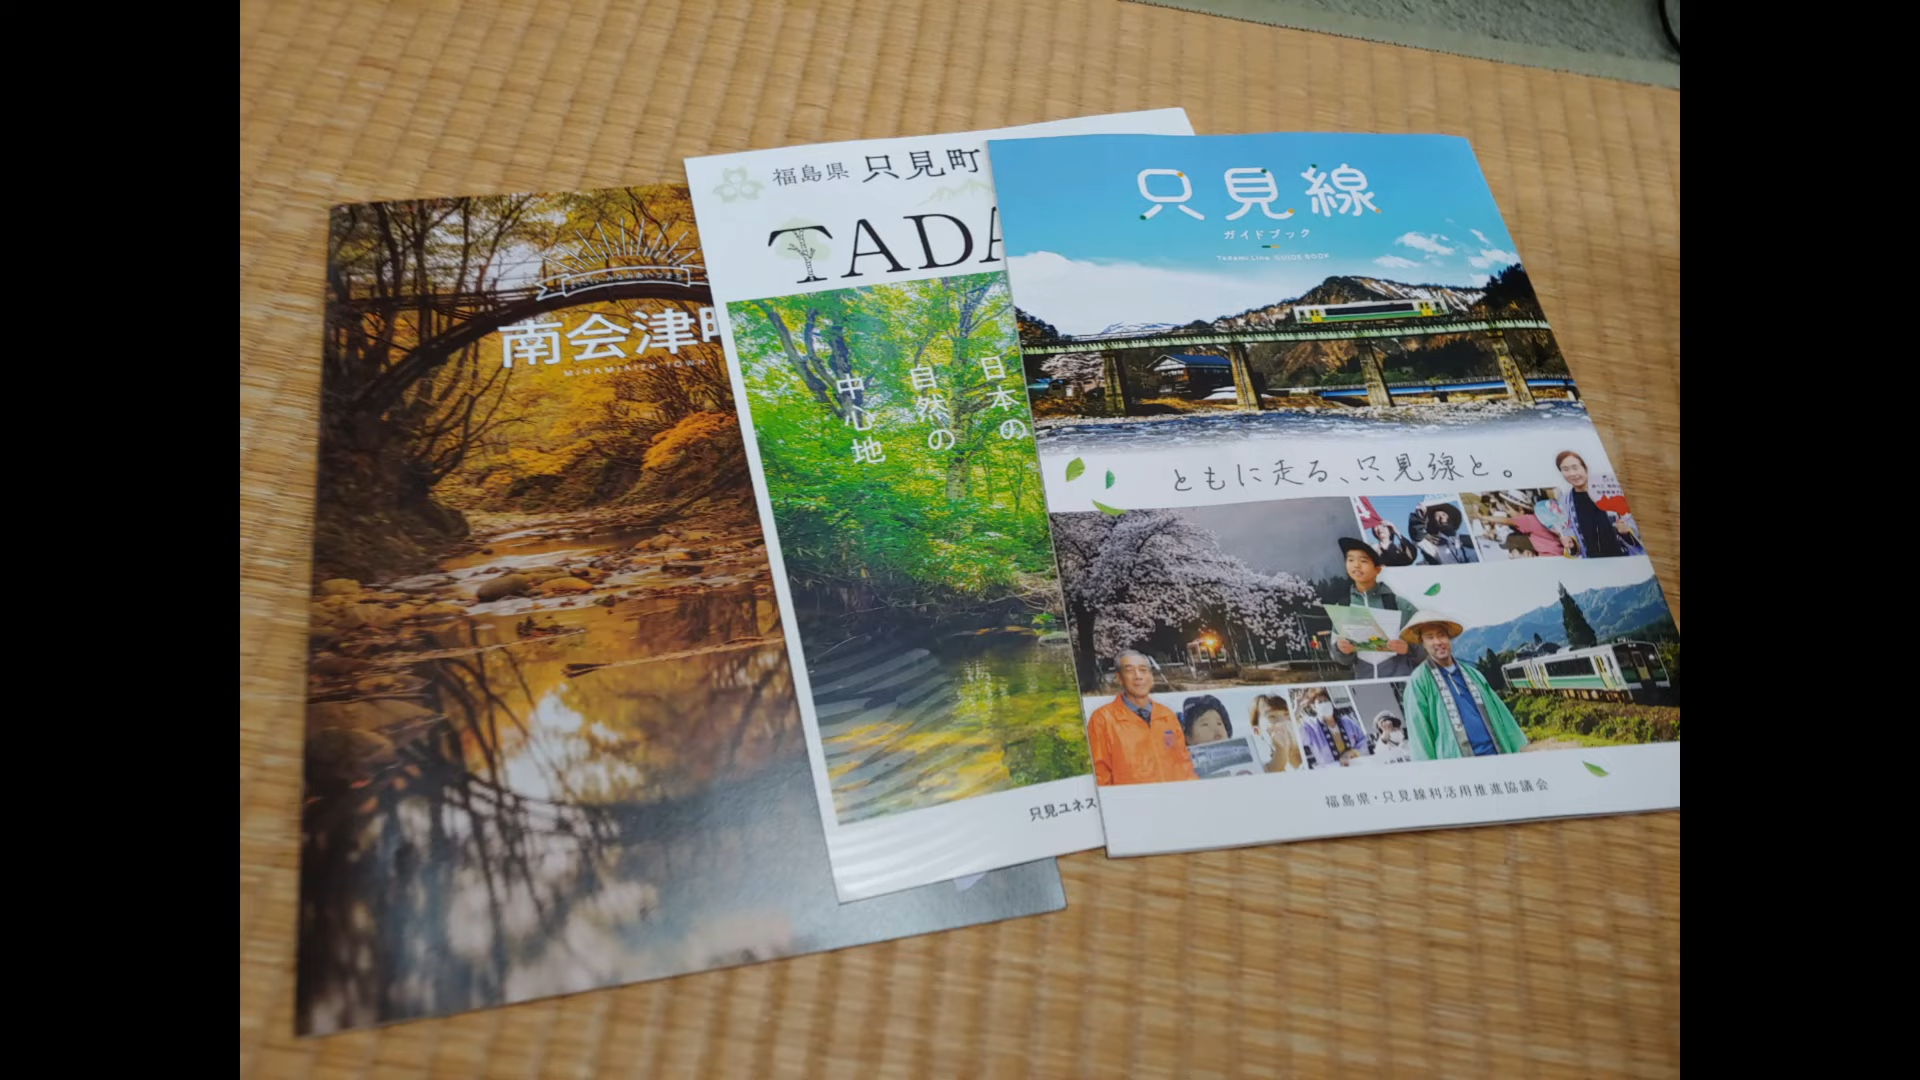 南会津町
MINAMIAIZU TOWN
福島県 只見町
TADA
日本の
自然の
中心地
只見ユネス
只見線
ガイドブック
Tadami Line GUIDE BOOK
ともに走る、只見線と。
福島県・只見線利活用推進協議会